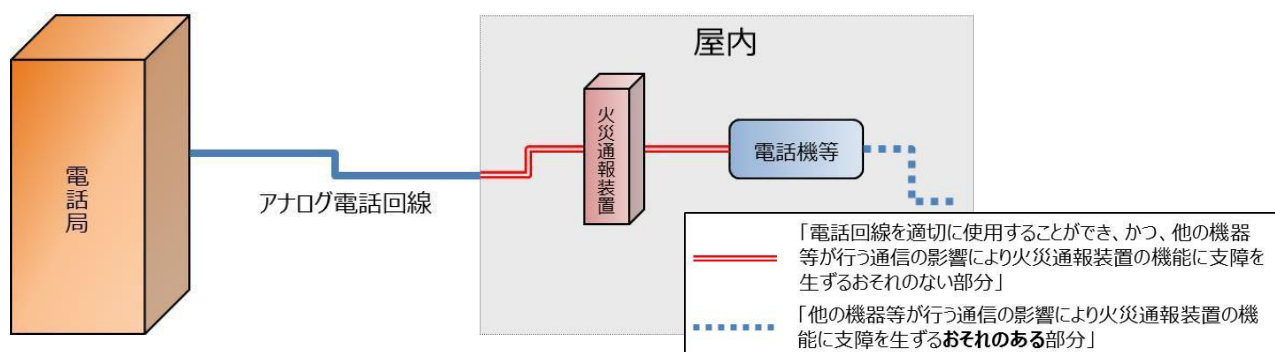 屋内
電話局
アナログ電話回線
火災通報装置
電話機等
「電話回線を適切に使用することができ、かつ、他の機器
等が行う通信の影響により火災通報装置の機能に支障を
生ずるおそれのない部分」
「他の機器等が行う通信の影響により火災通報装置の機
能に支障を生ずるおそれのある部分」